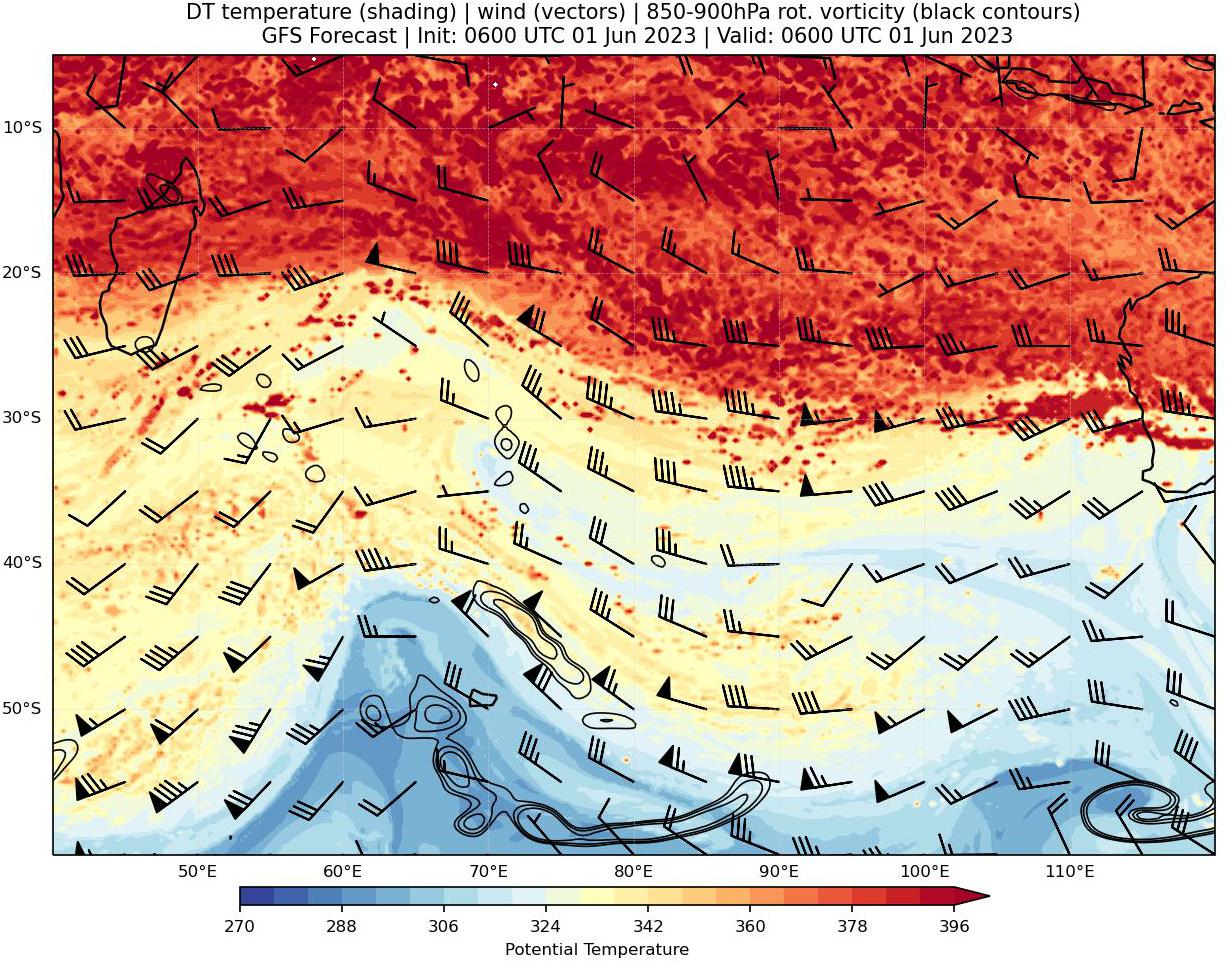 DT temperature (shading) | wind (vectors) | 850-900hPa rot. vorticity (black contours)
GFS Forecast | Init: 0600 UTC 01 Jun 2023 | Valid: 0600 UTC 01 Jun 2023
10°S
20°S
30°S
40°S
50°S
50°E 60°E 70°E 80°E 90°E 100°E 110°E
270 288 306 324 342 360 378 396
Potential Temperature